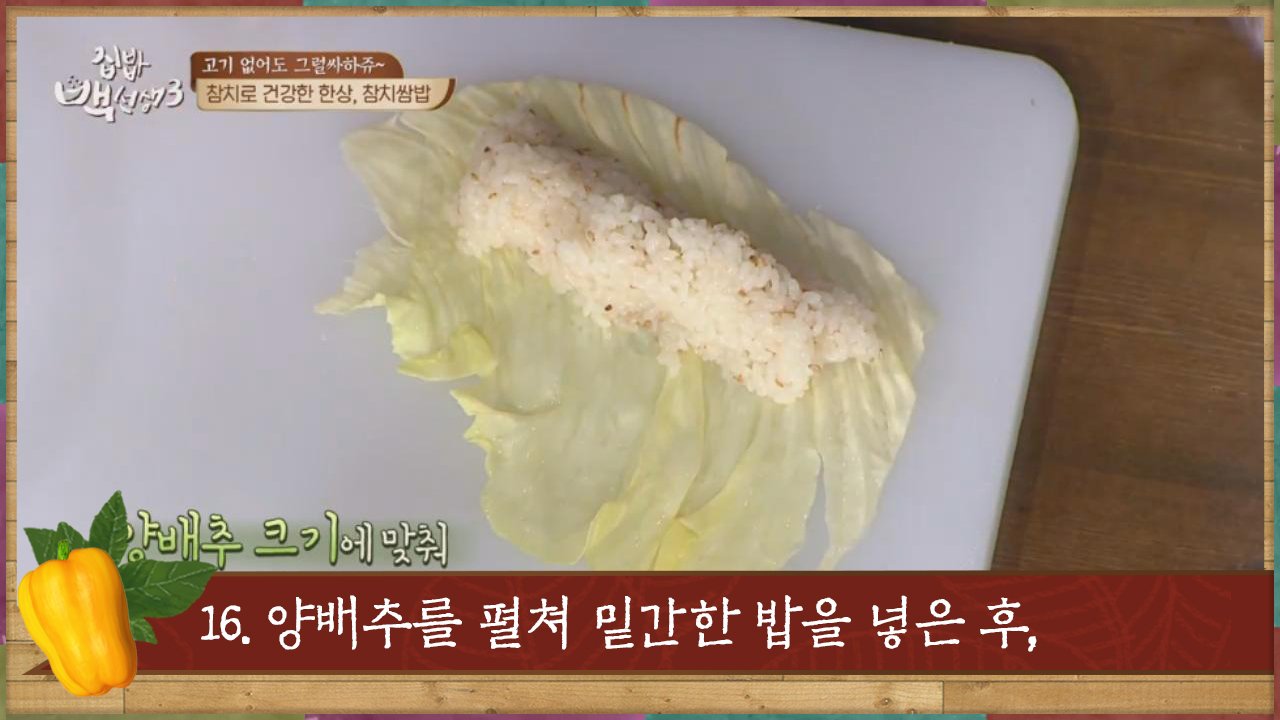 집밥
백선생3
고기 없어도 그럴싸하쥬~
참치로 건강한 한상, 참치쌈밥
양배추 크기에 맞춰
16. 양배추를 펼쳐 밑간한 밥을 넣은 후,